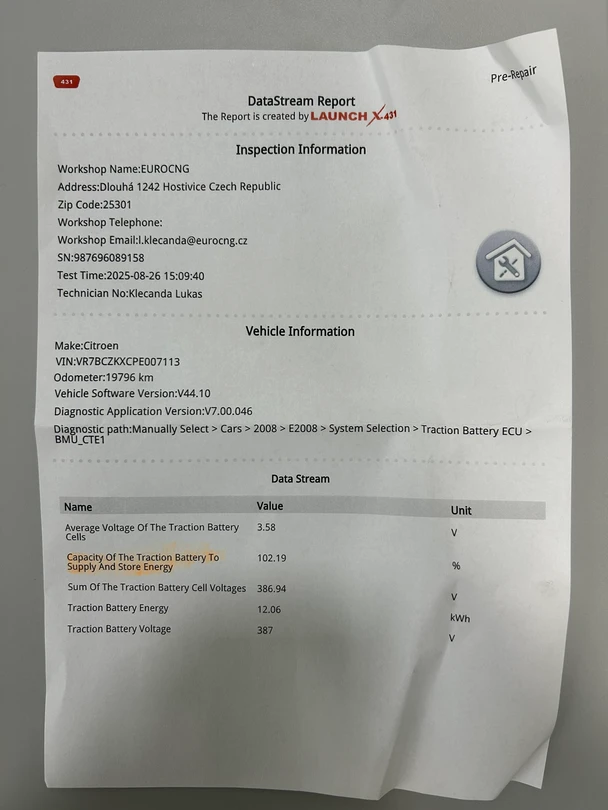 431
Pre-Repair
DataStream Report
The Report is created by LAUNCH X431
Inspection Information
Workshop Name:EUROCNG
Address:Dlouhá 1242 Hostivice Czech Republic
Zip Code:25301
Workshop Telephone:
Workshop Email:l.klecanda@eurocng.cz
SN:987696089158
Test Time:2025-08-26 15:09:40
Technician No:Klecanda Lukas
Vehicle Information
Make:Citroen
VIN:VR7BCZKXCPE007113
Odometer:19796 km
Vehicle Software Version:V44.10
Diagnostic Application Version:V7.00.046
Diagnostic path:Manually Select > Cars > 2008 > E2008 > System Selection > Traction Battery ECU >
BMU_CTE1
Data Stream
Name Value Unit
Average Voltage Of The Traction Battery 3.58 V
Cells
Capacity Of The Traction Battery To 102.19 %
Supply And Store Energy
Sum Of The Traction Battery Cell Voltages 386.94 V
Traction Battery Energy 12.06 kWh
Traction Battery Voltage 387 V